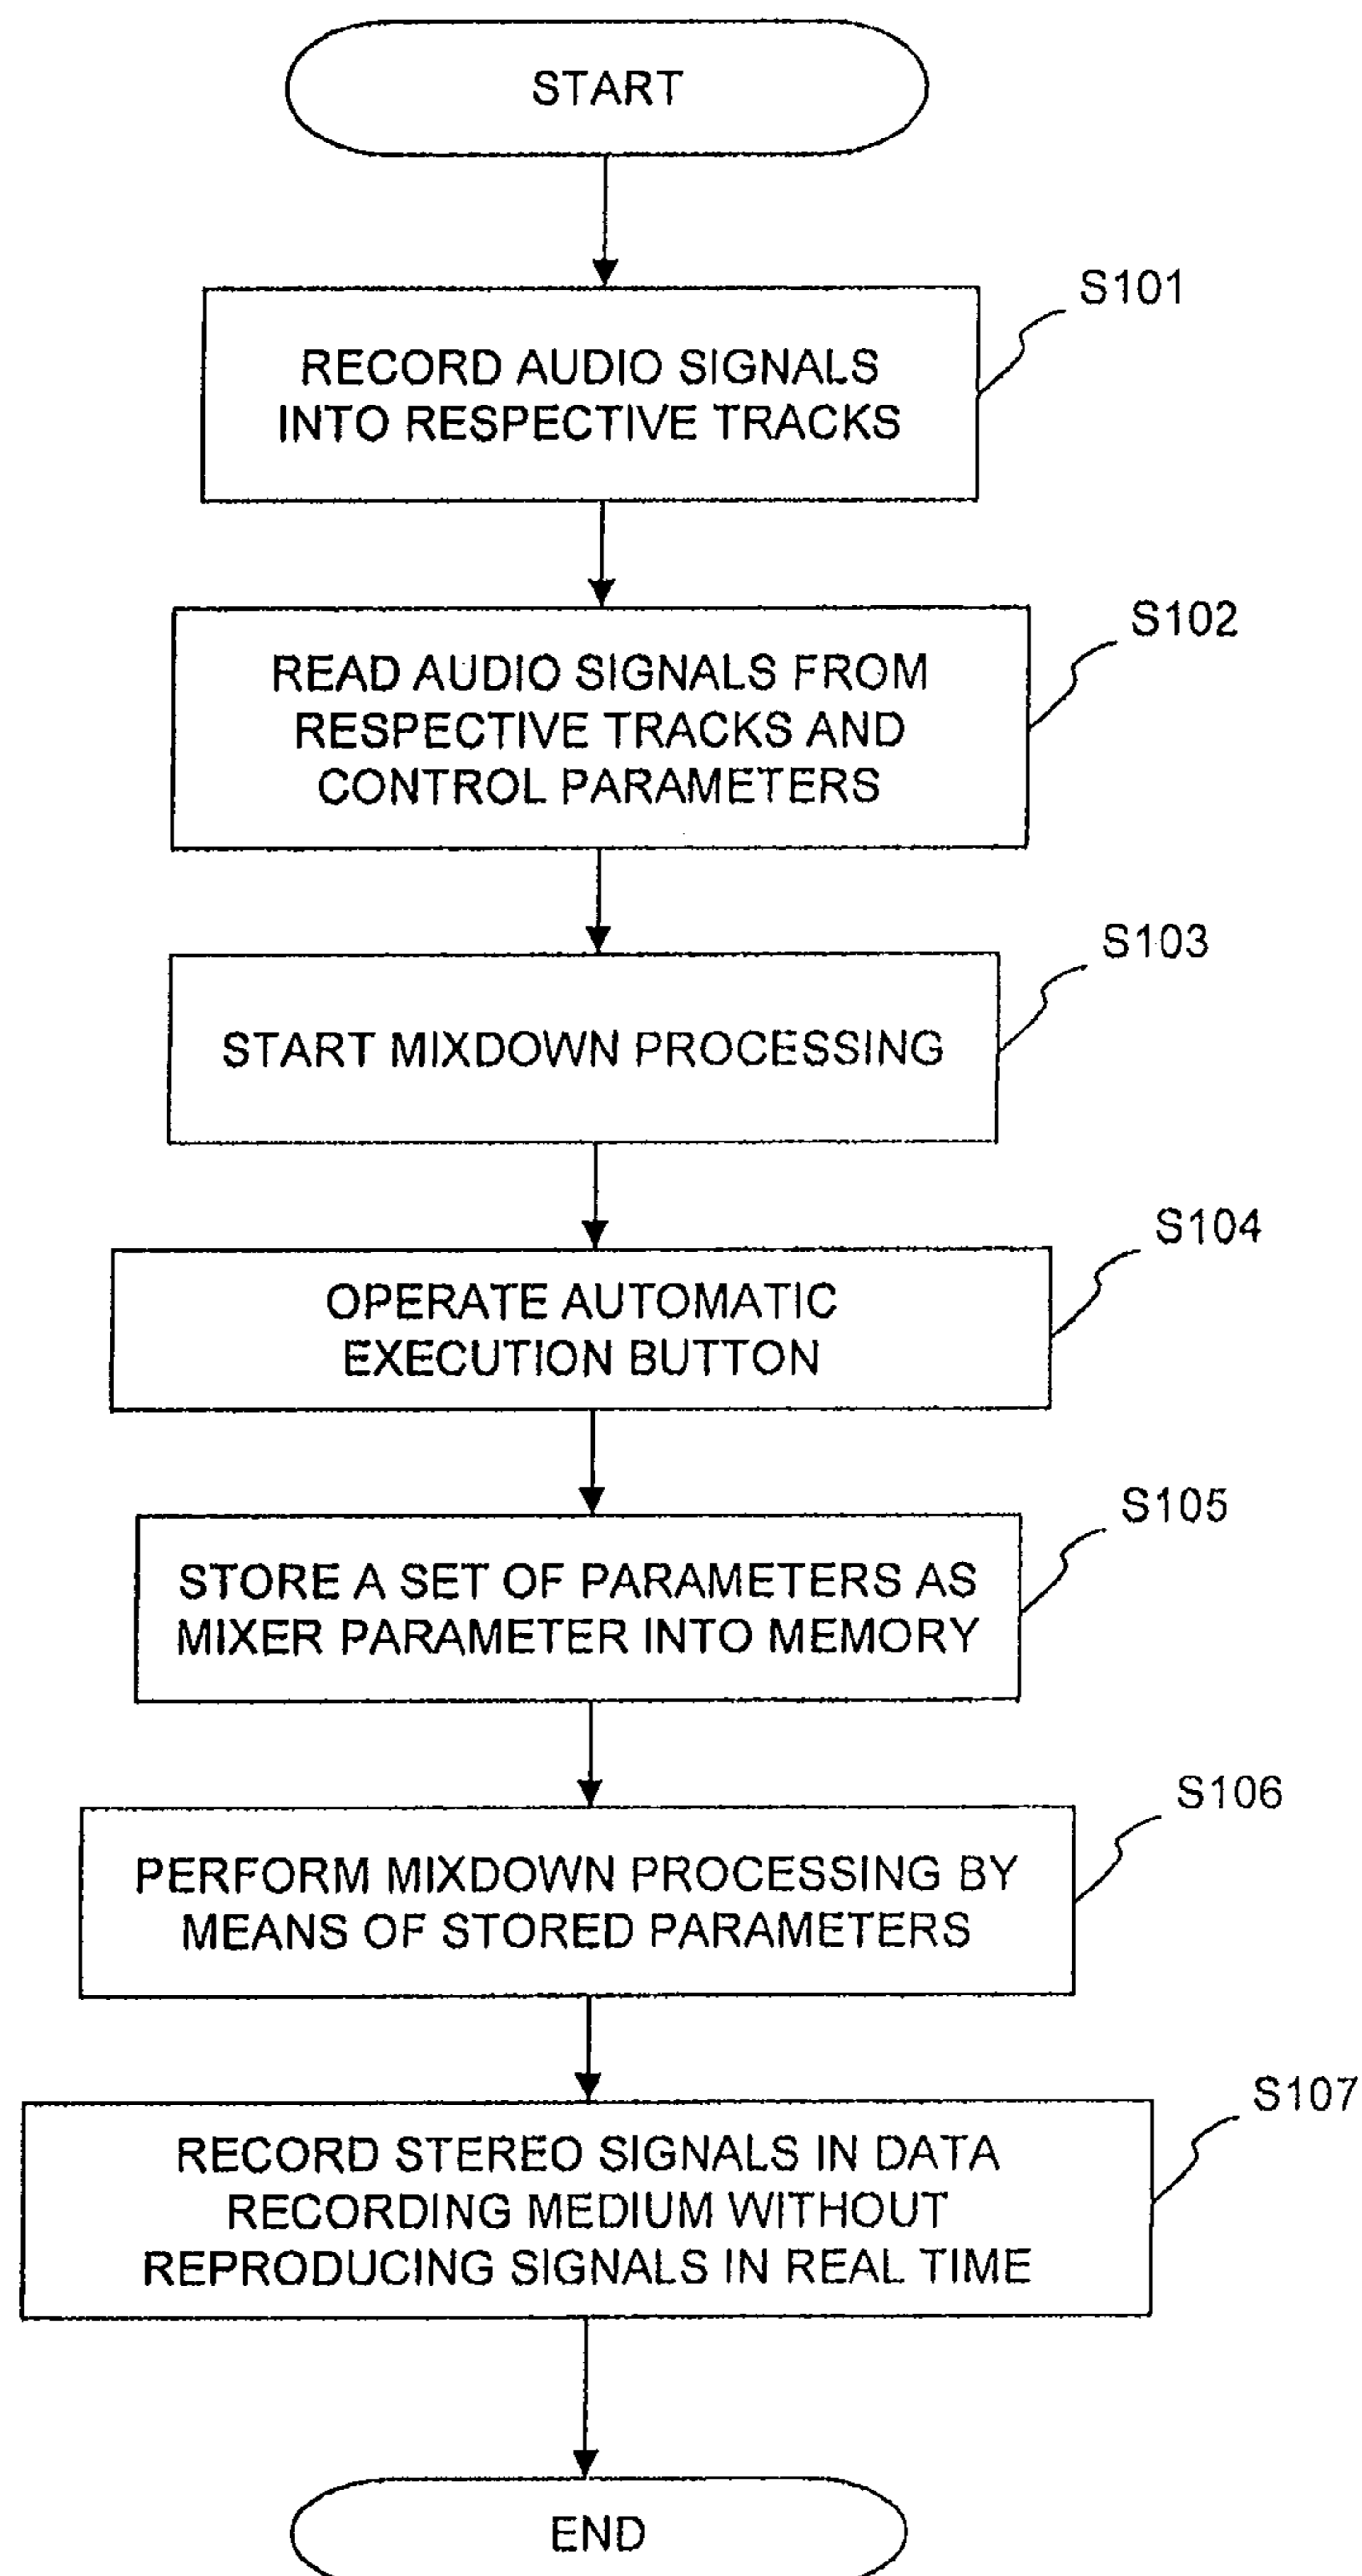 START
S101
RECORD AUDIO SIGNALS
INTO RESPECTIVE TRACKS
S102
READ AUDIO SIGNALS FROM
RESPECTIVE TRACKS AND
CONTROL PARAMETERS
S103
START MIXDOWN PROCESSING
S104
OPERATE AUTOMATIC
EXECUTION BUTTON
S105
STORE A SET OF PARAMETERS AS
MIXER PARAMETER INTO MEMORY
S106
PERFORM MIXDOWN PROCESSING BY
MEANS OF STORED PARAMETERS
S107
RECORD STEREO SIGNALS IN DATA
RECORDING MEDIUM WITHOUT
REPRODUCING SIGNALS IN REAL TIME
END